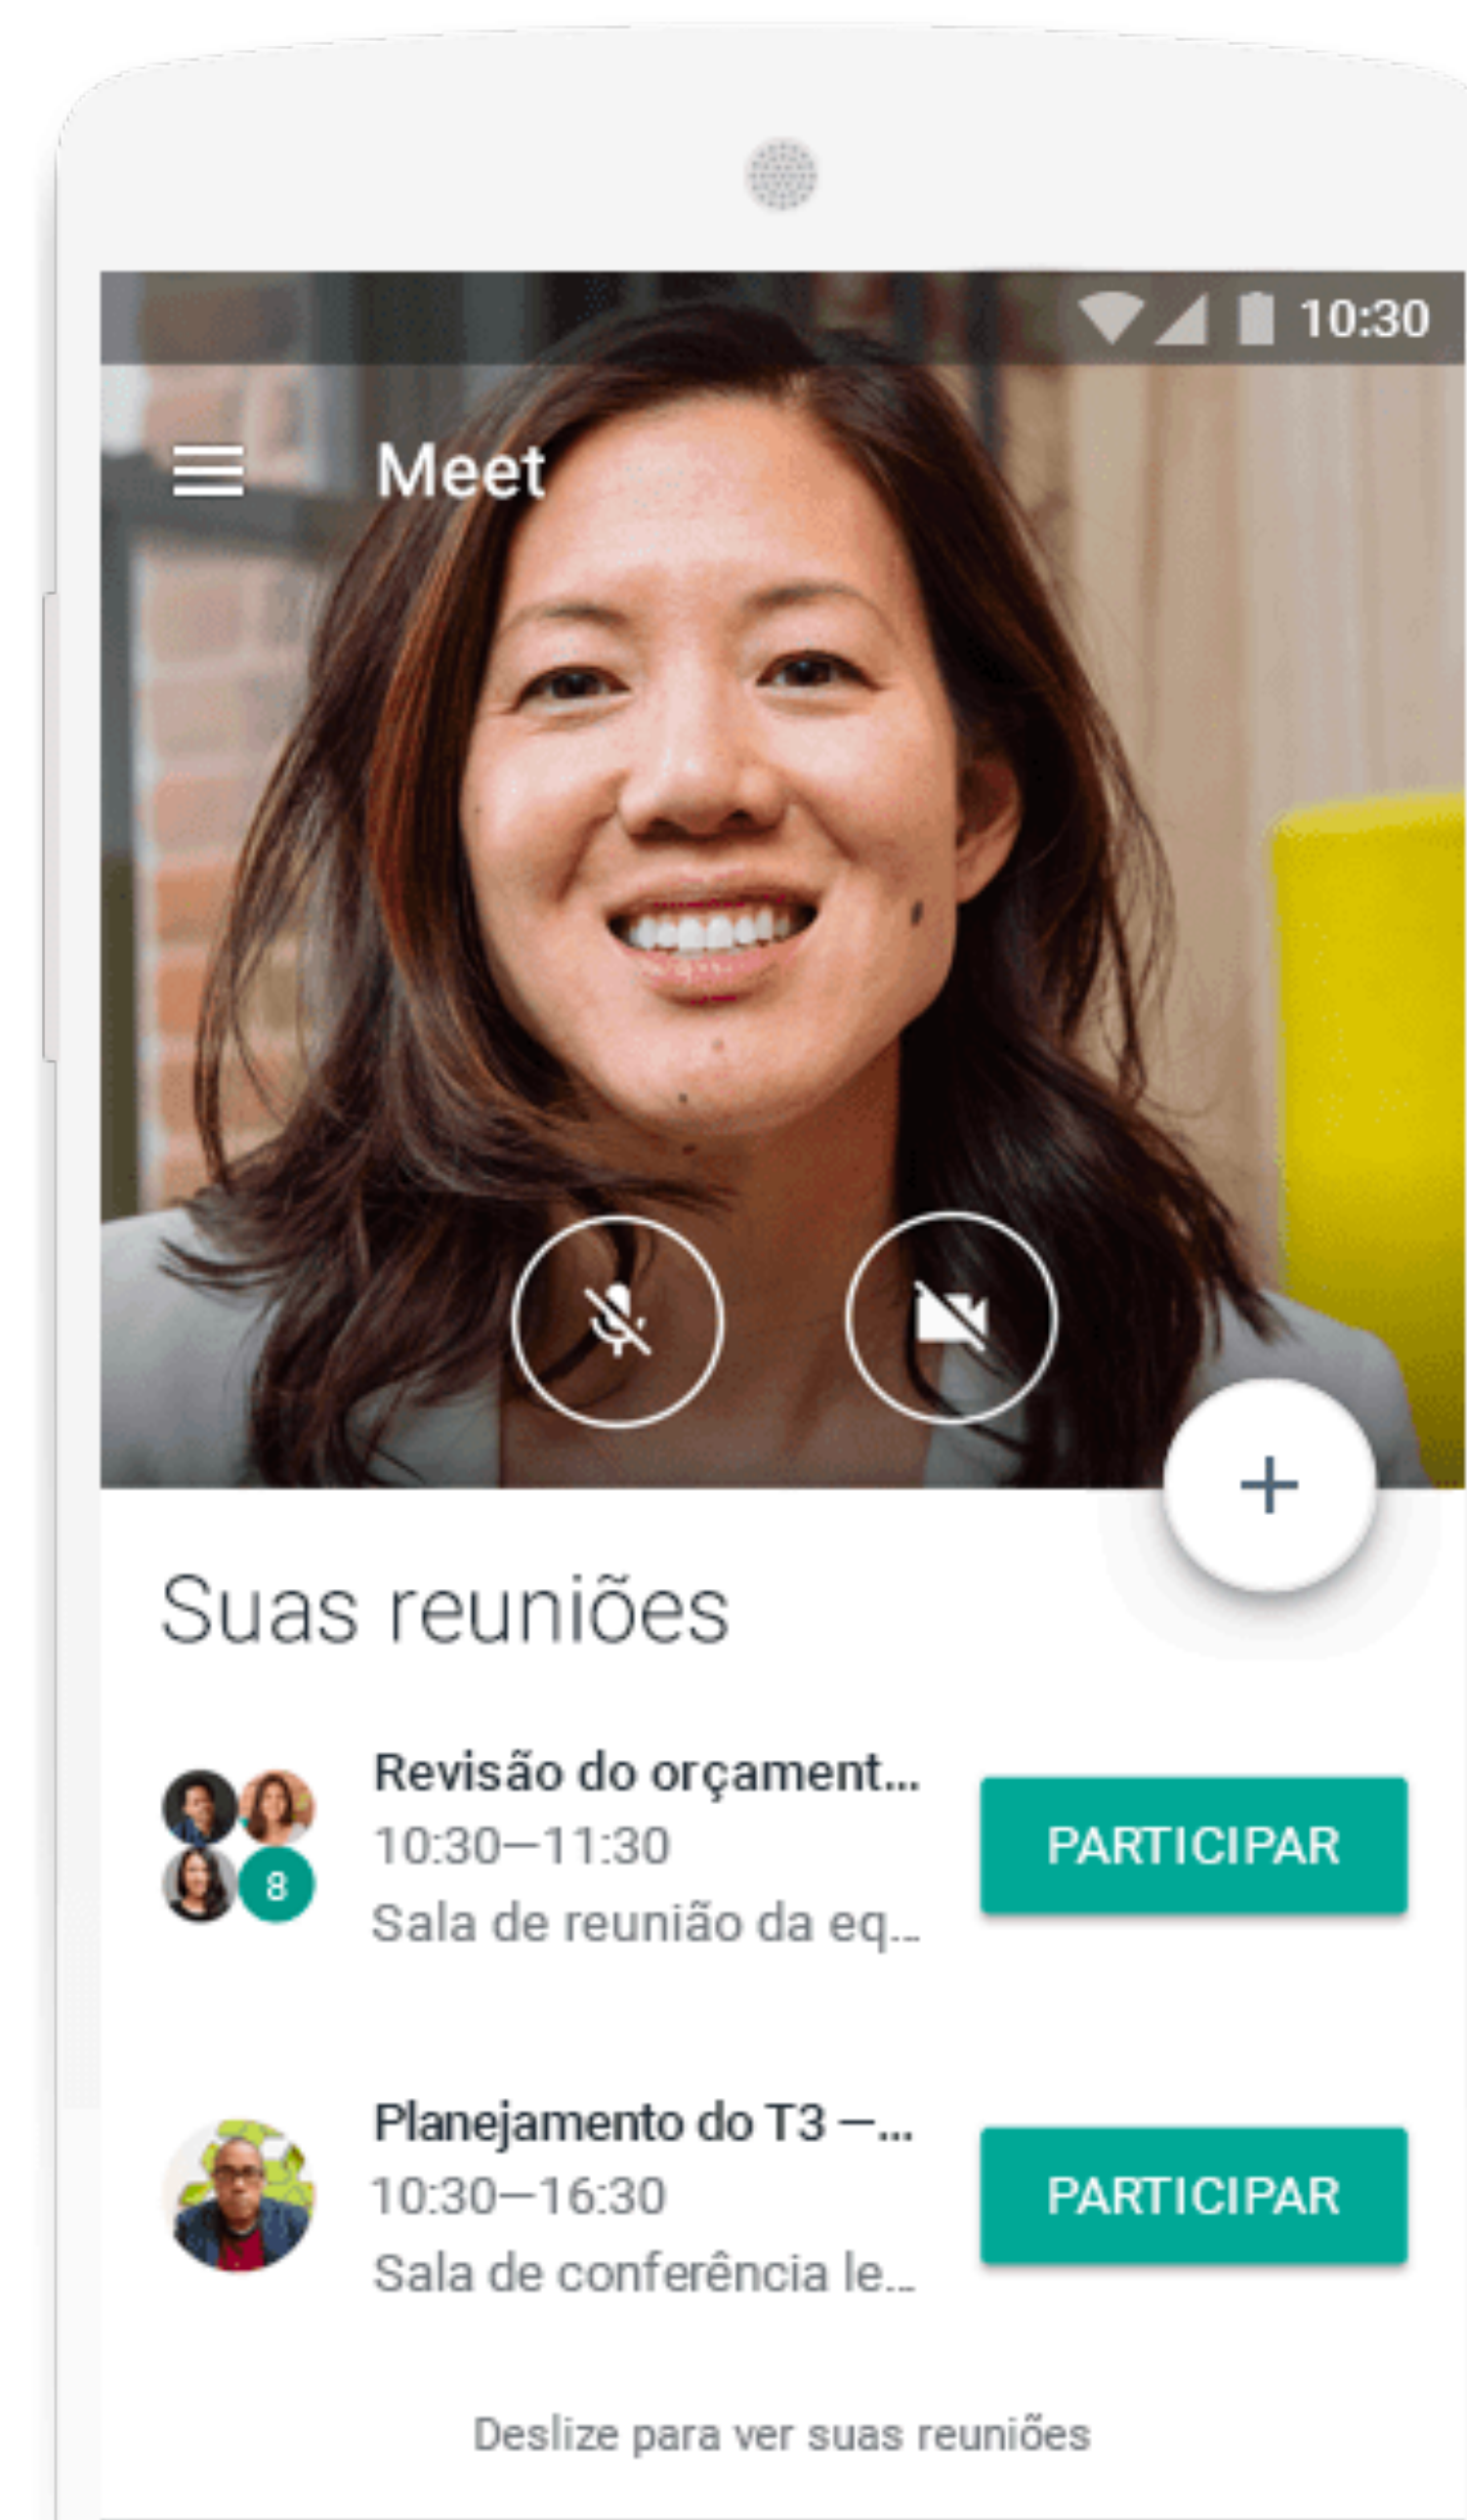 10:30
Meet
Suas reuniões
Revisão do orçament...
10:30—11:30
Sala de reunião da eq...
8
PARTICIPAR
Planejamento do T3 —...
10:30—16:30
Sala de conferência le...
PARTICIPAR
Deslize para ver suas reuniões